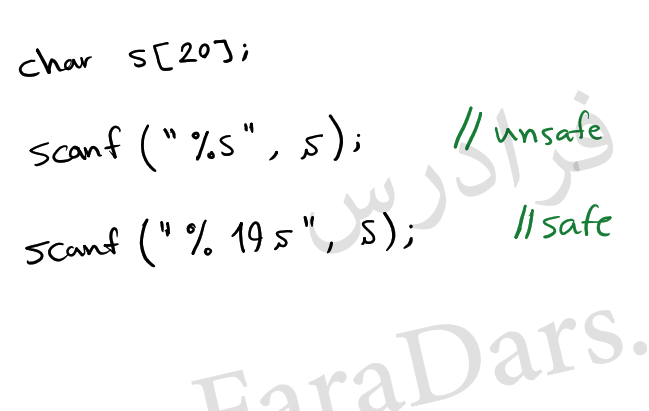 char s[20];
scanf ("%s", s); // unsafe
scanf ("% 19s", s); // safe
فرادرس
FaraDars.